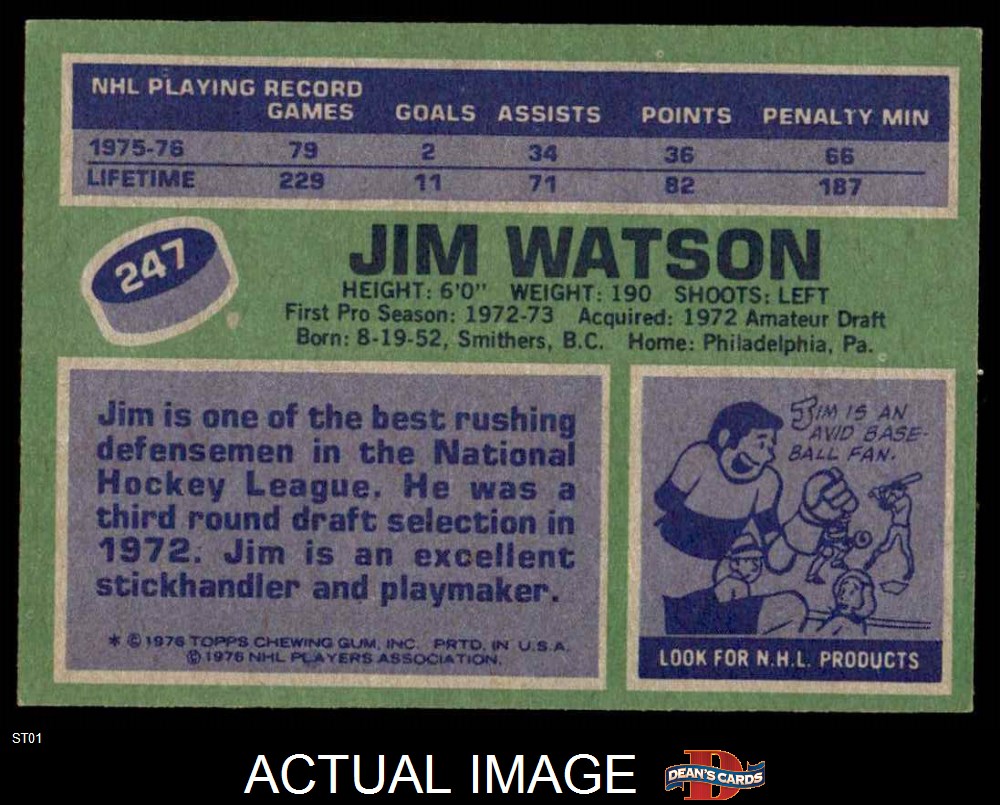 NHL PLAYING RECORD
GAMES GOALS ASSISTS POINTS PENALTY MIN
1975-76 79 2 34 36 66
LIFETIME 229 11 71 82 187
247
JIM WATSON
HEIGHT: 6'0" WEIGHT: 190 SHOOTS: LEFT
First Pro Season: 1972-73 Acquired: 1972 Amateur Draft
Born: 8-19-52, Smithers, B.C. Home: Philadelphia, Pa.
Jim is one of the best rushing
defensemen in the National
Hockey League. He was a
third round draft selection in
1972. Jim is an excellent
stickhandler and playmaker.
* © 1976 TOPPS CHEWING GUM, INC. PRTD. IN U.S.A.
© 1976 NHL PLAYERS ASSOCIATION.
JIM IS AN
AVID BASE-
BALL FAN.
LOOK FOR N.H.L. PRODUCTS
ST01
ACTUAL IMAGE
D
DEAN'S CARDS